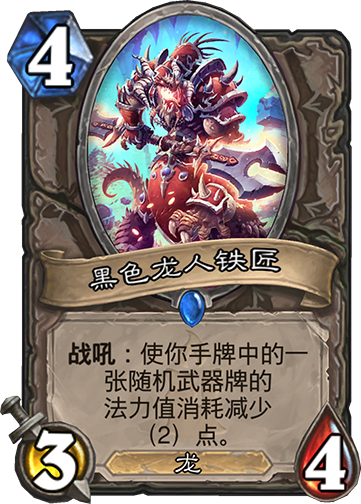 4
黑色龙人铁匠
战吼：使你手牌中的一
张随机武器牌的
法力值消耗减少
（2）点。
3
龙
4